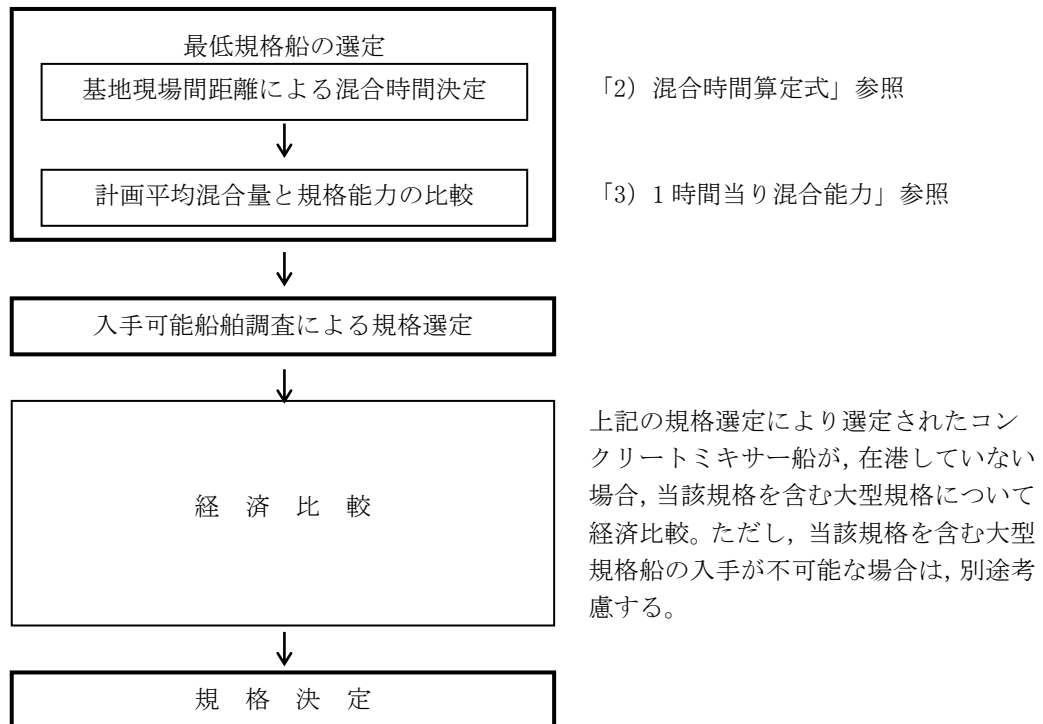 最低規格船の選定
基地現場間距離による混合時間決定
「2）混合時間算定式」参照
計画平均混合量と規格能力の比較
「3）1時間当り混合能力」参照
入手可能船舶調査による規格選定
経　済　比　較
上記の規格選定により選定されたコン
クリートミキサー船が，在港していない
場合，当該規格を含む大型規格について
経済比較。ただし，当該規格を含む大型
規格船の入手が不可能な場合は，別途考
慮する。
規　格　決　定